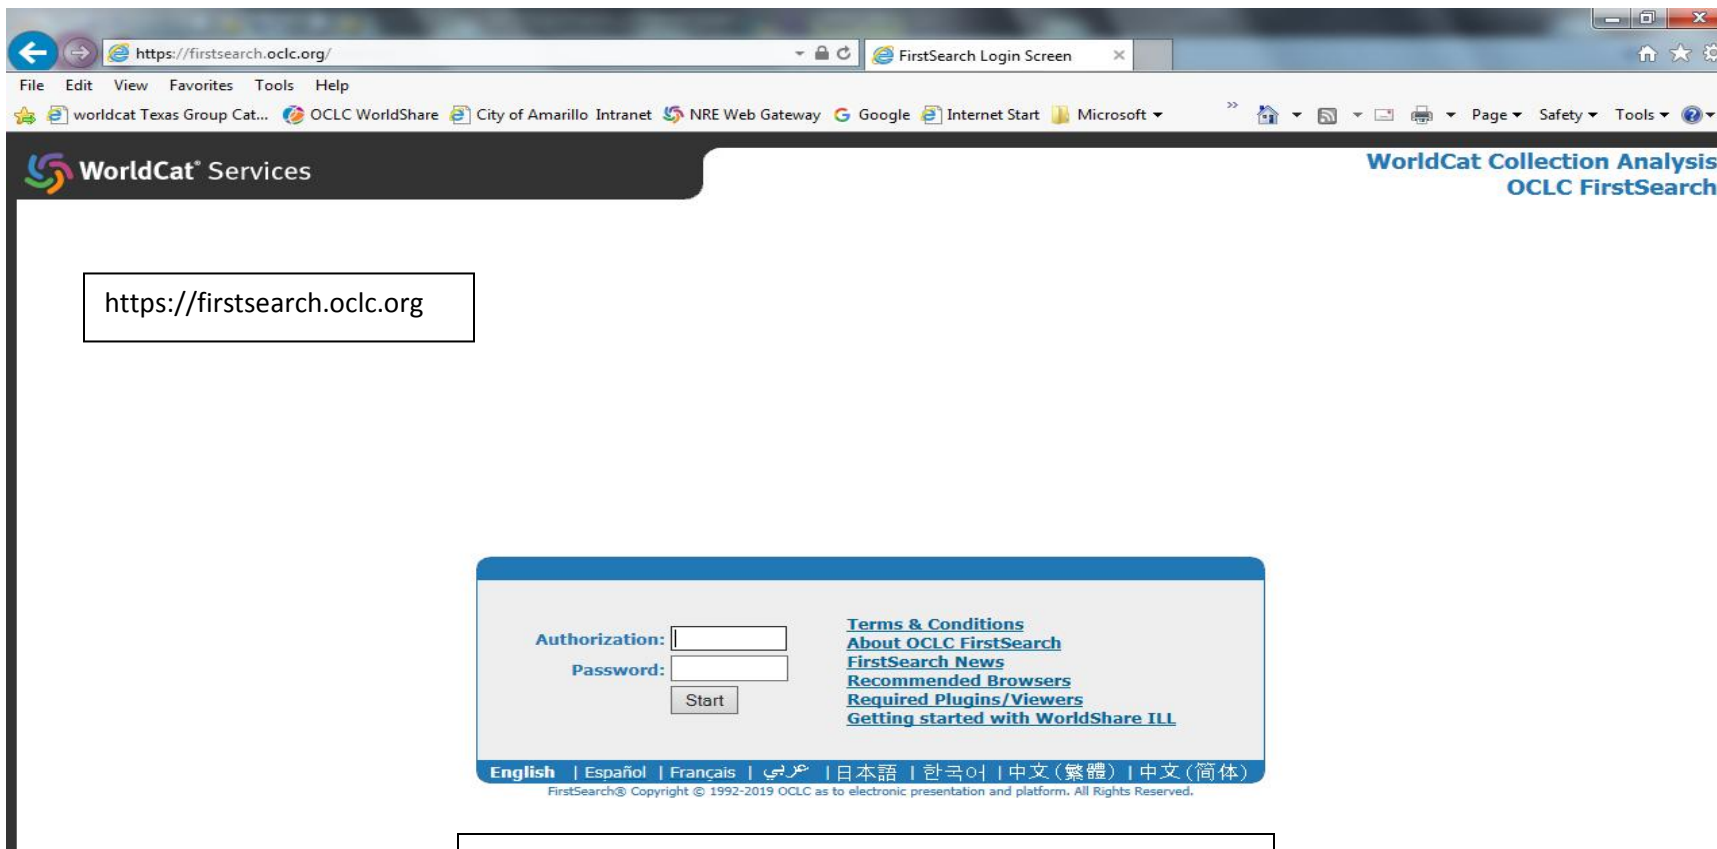 https://firstsearch.oclc.org/
FirstSearch Login Screen
File Edit View Favorites Tools Help
worldcat Texas Group Cat... OCLC WorldShare City of Amarillo Intranet NRE Web Gateway Google Internet Start Microsoft Page Safety Tools
WorldCat® Services
WorldCat Collection Analysis
OCLC FirstSearch
https://firstsearch.oclc.org
Authorization:
Password:
Start
Terms & Conditions
About OCLC FirstSearch
FirstSearch News
Recommended Browsers
Required Plugins/Viewers
Getting started with WorldShare ILL
English | Español | Français | عربي | 日本語 | 한국어 | 中文(繁體) | 中文(简体)
FirstSearch® Copyright © 1992-2019 OCLC as to electronic presentation and platform. All Rights Reserved.